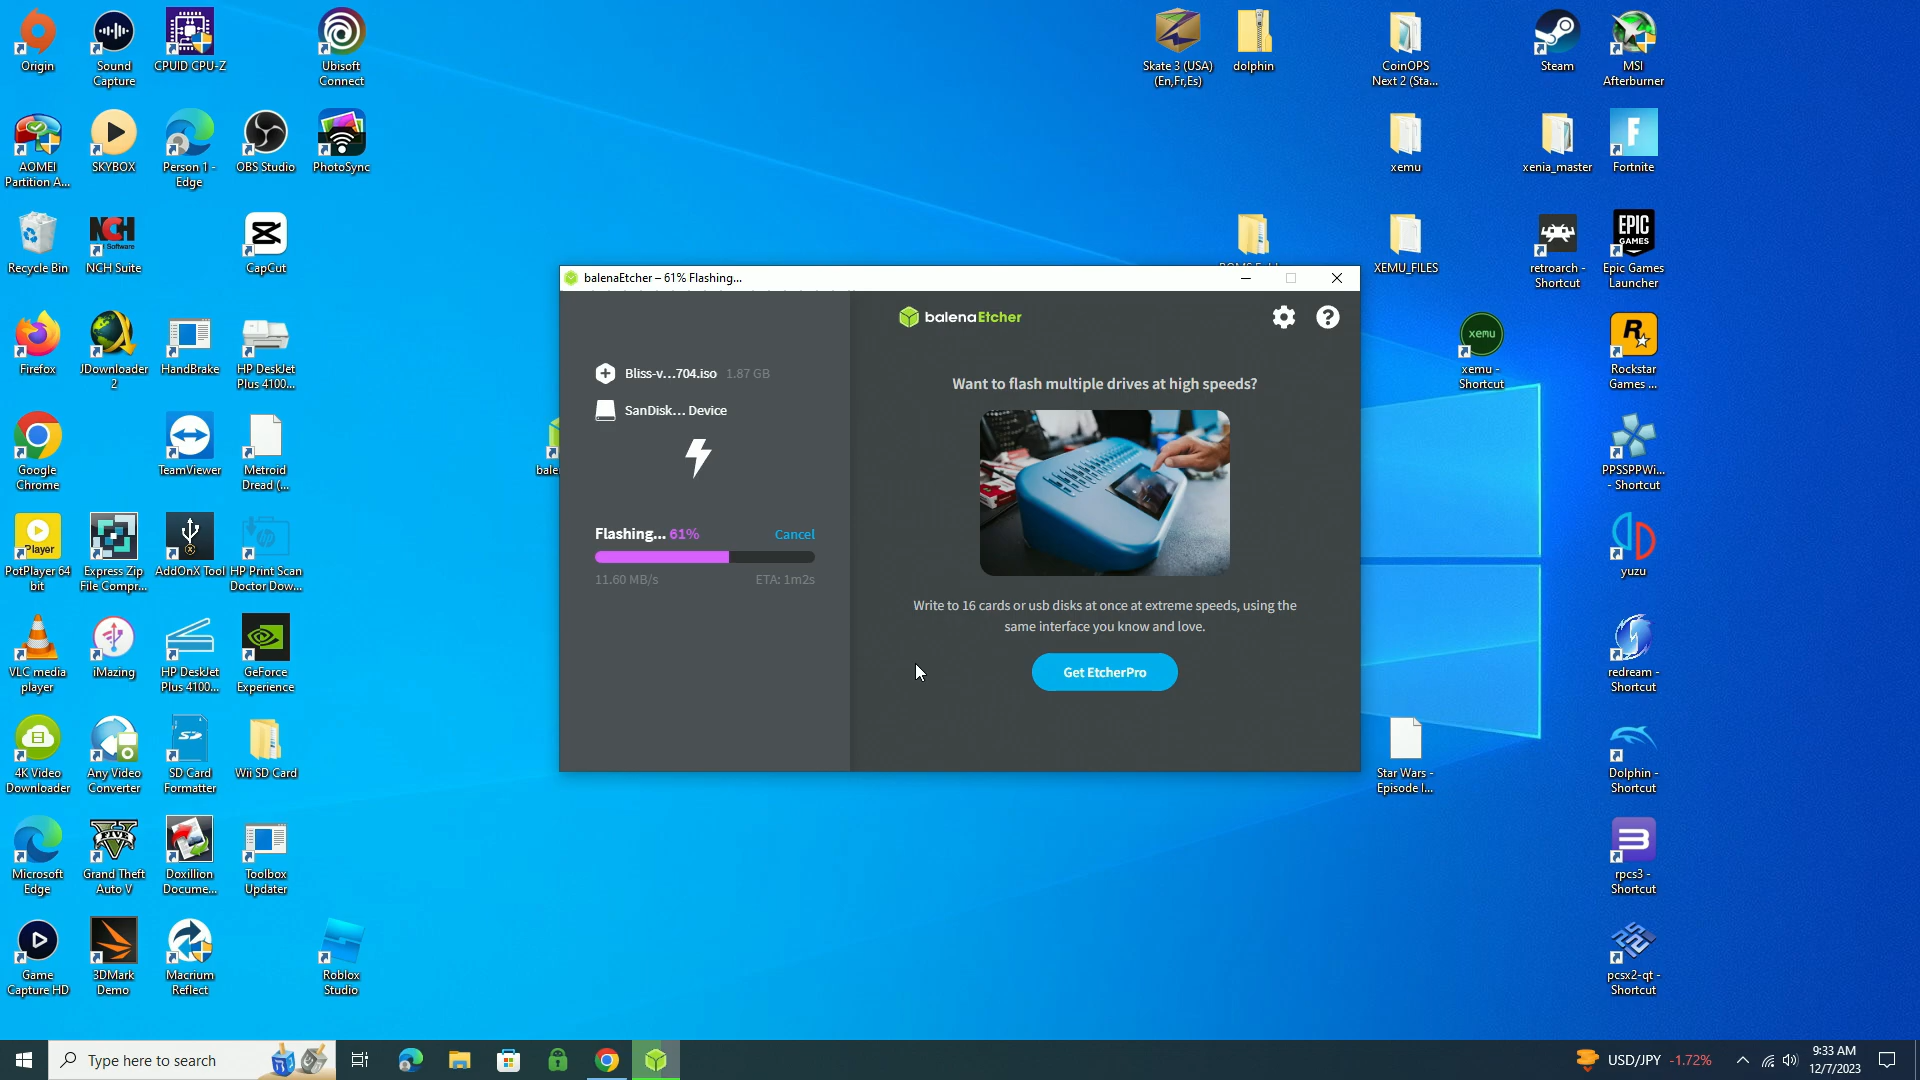 Origin
Sound
Capture
CPUID CPU-Z
Ubisoft
Connect
Skate 3 (USA)
(En,Fr,Es)
dolphin
CoinOPS
Next 2 (Sta...
Steam
MSI
Afterburner
AOMEI
Partition A...
SKYBOX
Person 1 -
Edge
OBS Studio
PhotoSync
xemu
xenia_master
Fortnite
Recycle Bin
NCH Software
NCH Suite
CapCut
XEMU_FILES
retroarch -
Shortcut
EPIC
GAMES
Epic Games
Launcher
balenaEtcher – 61% Flashing...
balenaEtcher
Bliss-v...704.iso 1.87 GB
SanDisk... Device
Flashing... 61%
Cancel
11.60 MB/s
ETA: 1m2s
Want to flash multiple drives at high speeds?
Write to 16 cards or usb disks at once at extreme speeds, using the
same interface you know and love.
Get EtcherPro
Firefox
JDownloader
2
HandBrake
HP DeskJet
Plus 4100...
xemu
xemu -
Shortcut
Rockstar
Games ...
Google
Chrome
TeamViewer
Metroid
Dread (...
bale
PPSSPPWi...
- Shortcut
Player
PotPlayer 64
bit
Express Zip
File Compr...
AddOnX Tool
HP Print Scan
Doctor Dow...
yuzu
VLC media
player
iMazing
HP DeskJet
Plus 4100...
GeForce
Experience
redream -
Shortcut
4K Video
Downloader
Any Video
Converter
SD Card
Formatter
Wii SD Card
Star Wars -
Episode I...
Dolphin -
Shortcut
Microsoft
Edge
FIVE
Grand Theft
Auto V
Doxillion
Docume...
Toolbox
Updater
rpcs3 -
Shortcut
Game
Capture HD
3DMark
Demo
Macrium
Reflect
Roblox
Studio
pcsx2-qt -
Shortcut
Type here to search
USD/JPY -1.72%
9:33 AM
12/7/2023